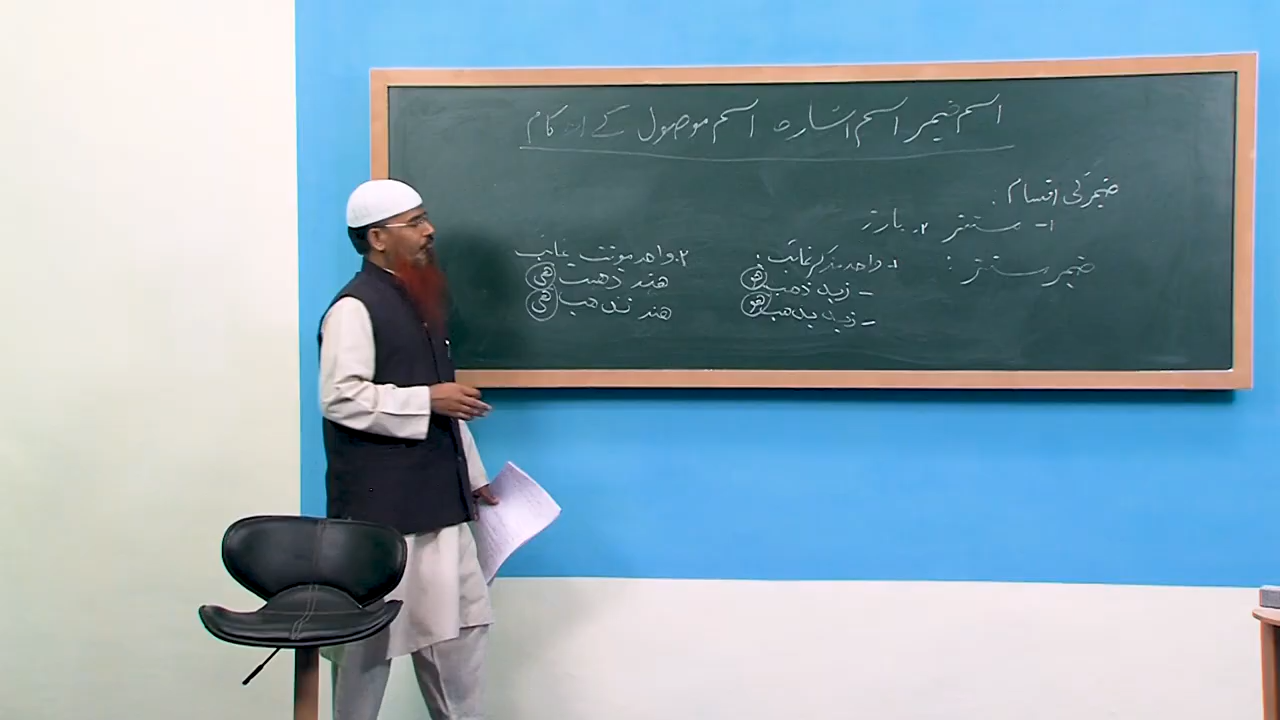 اسم ضمیر اسم اشارہ اسم موصول کے احکام
ضمیر کی اقسام :
۱- مستتر ۲- بارز
ضمیر مستتر :
۱- واحد مذکر غائب :
- زید ذھب (ھو)
- زید یذھب (ھو)
۲. واحد مونث غائب
ھند ذھبت (ھی)
ھند تذھب (ھی)